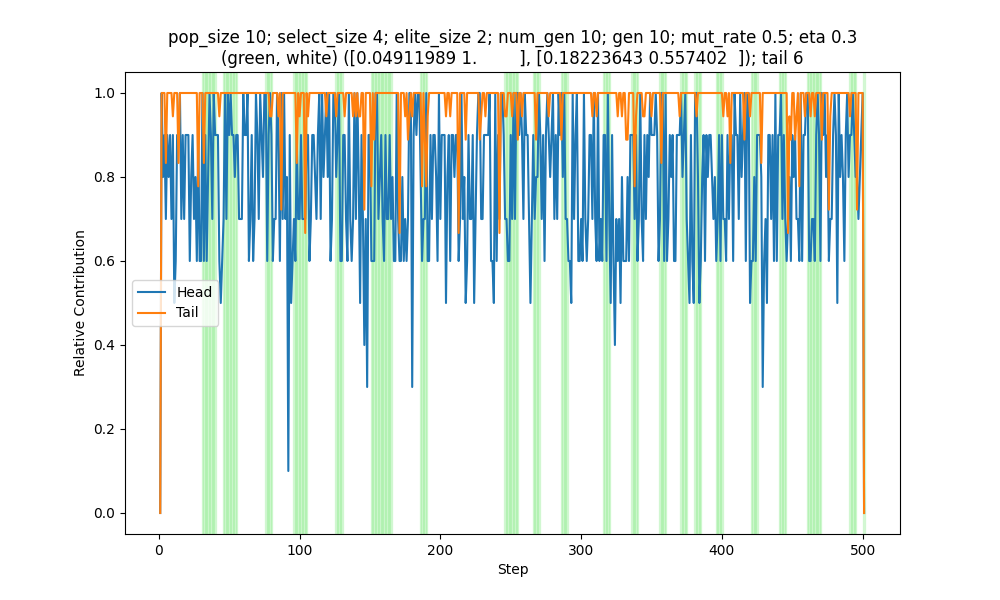 pop_size 10; select_size 4; elite_size 2; num_gen 10; gen 10; mut_rate 0.5; eta 0.3
(green, white) ([0.04911989 1.        ], [0.18223643 0.557402  ]); tail 6
1.0
0.8
0.6
0.4
0.2
0.0
Relative Contribution
Head
Tail
0
100
200
300
400
500
Step